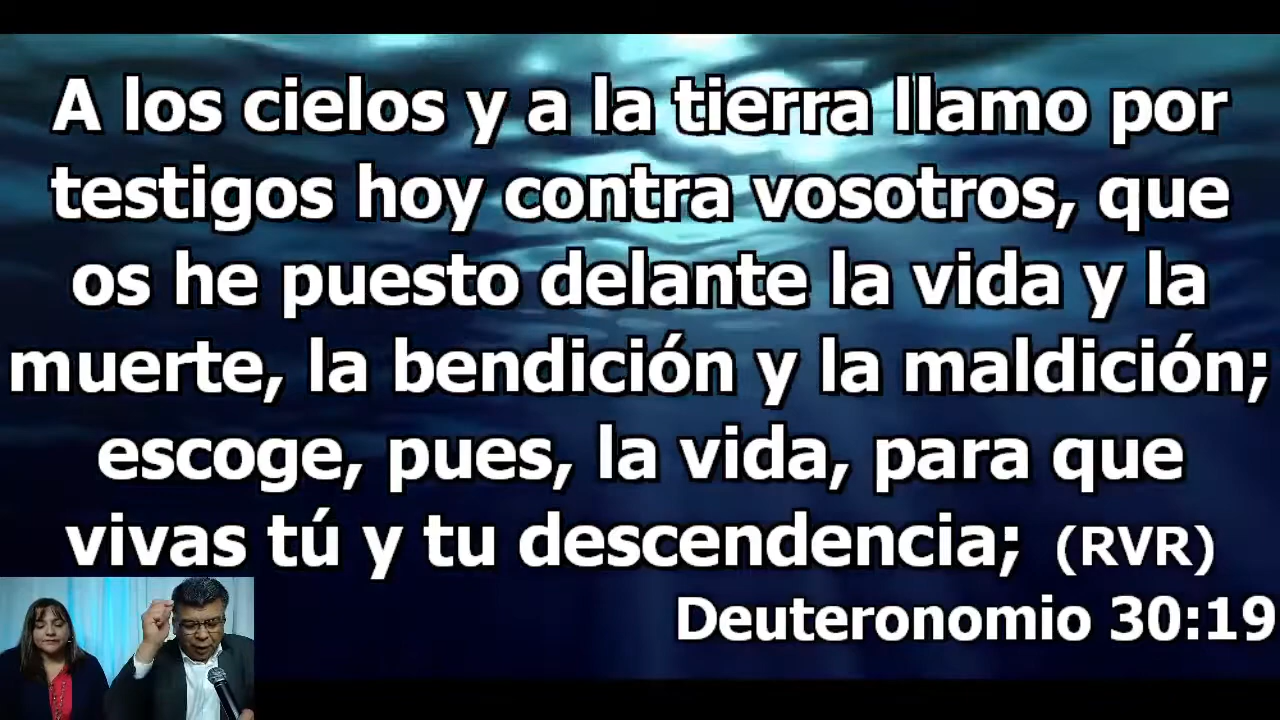 A los cielos y a la tierra llamo por
testigos hoy contra vosotros, que
os he puesto delante la vida y la
muerte, la bendición y la maldición;
escoge, pues, la vida, para que
vivas tú y tu descendencia; (RVR)
Deuteronomio 30:19